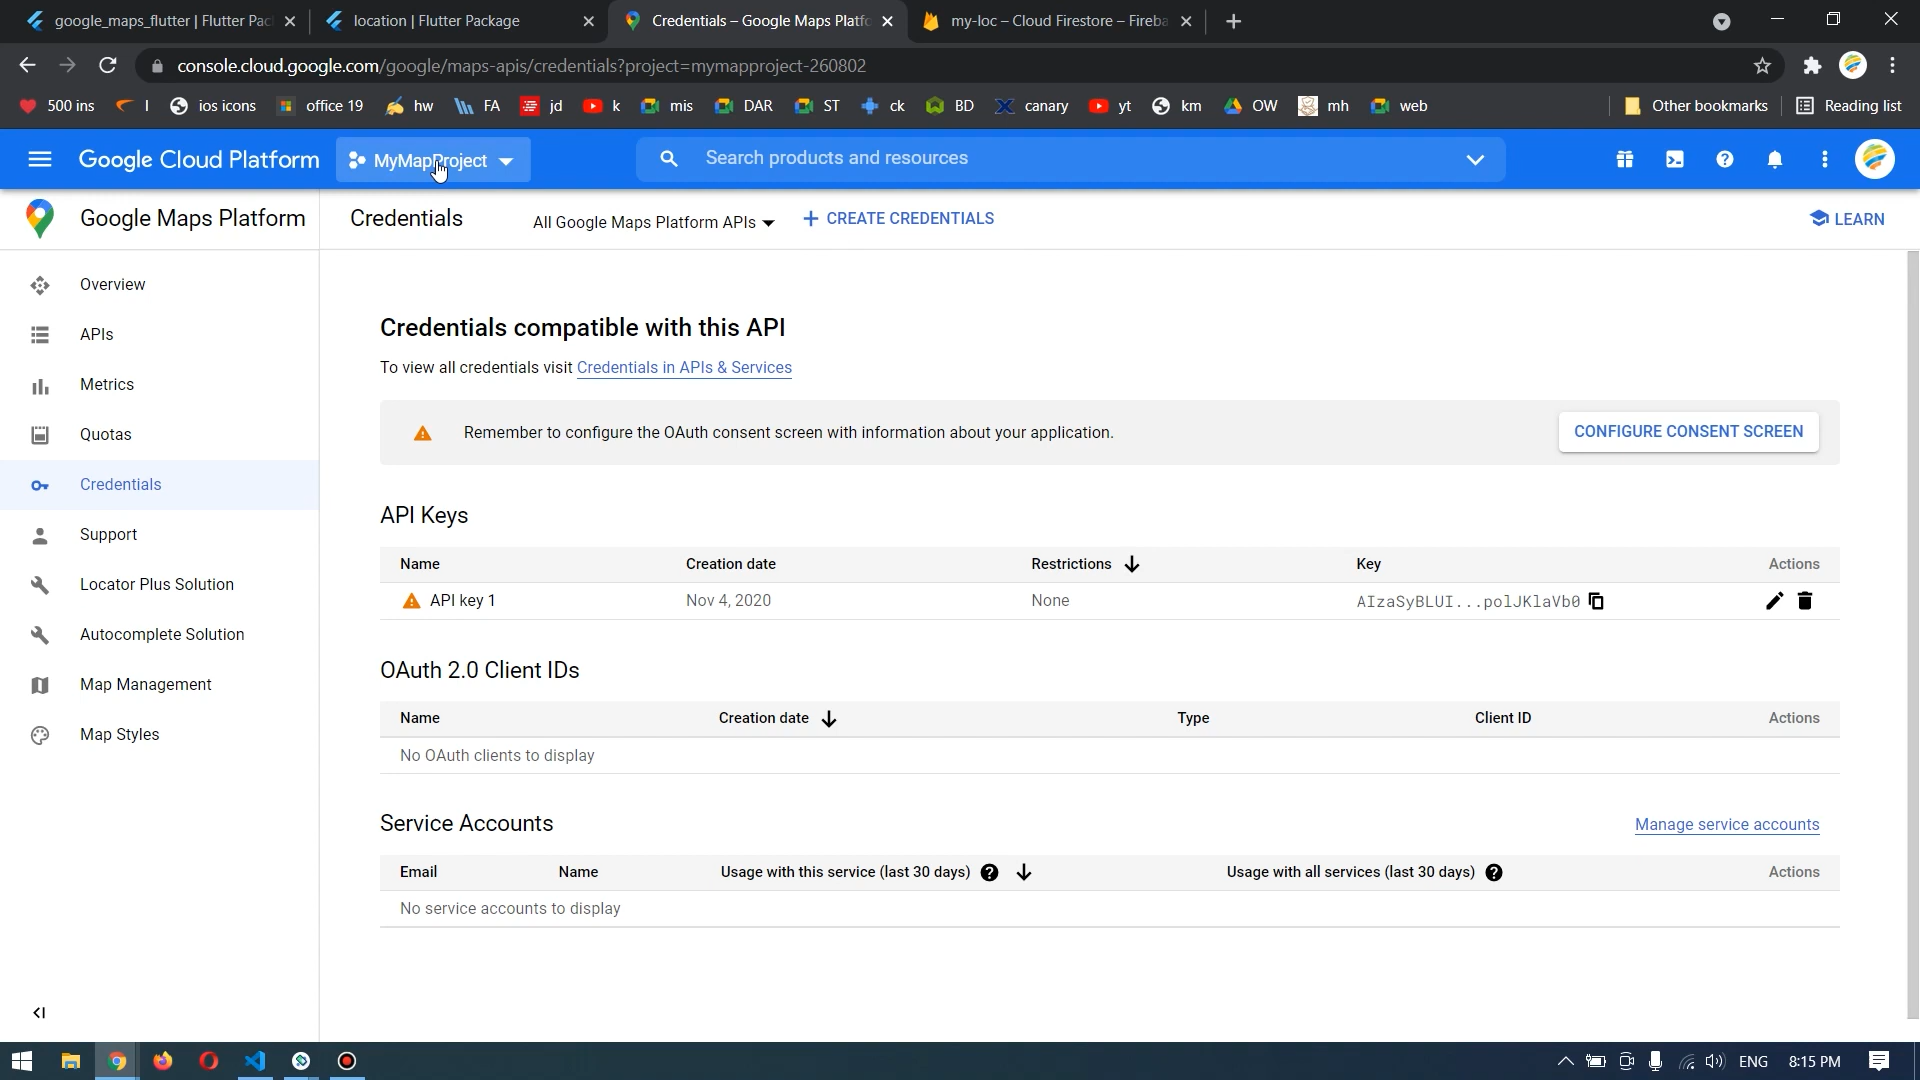 google_maps_flutter | Flutter Pac
location | Flutter Package
Credentials – Google Maps Platfo
my-loc – Cloud Firestore – Fireba
console.cloud.google.com/google/maps-apis/credentials?project=mymapproject-260802
500 ins
I
ios icons
office 19
hw
FA
jd
k
mis
DAR
ST
ck
BD
canary
yt
km
OW
mh
web
Other bookmarks
Reading list
Google Cloud Platform
MyMapProject
Search products and resources
Google Maps Platform
Credentials
All Google Maps Platform APIs
CREATE CREDENTIALS
LEARN
Overview
APIs
Metrics
Quotas
Credentials
Support
Locator Plus Solution
Autocomplete Solution
Map Management
Map Styles
Credentials compatible with this API
To view all credentials visit Credentials in APIs & Services
Remember to configure the OAuth consent screen with information about your application.
CONFIGURE CONSENT SCREEN
API Keys
Name Creation date Restrictions Key Actions
API key 1 Nov 4, 2020 None AIzaSyBLUI...polJKlaVb0
OAuth 2.0 Client IDs
Name Creation date Type Client ID Actions
No OAuth clients to display
Service Accounts
Manage service accounts
Email Name Usage with this service (last 30 days) Usage with all services (last 30 days) Actions
No service accounts to display
ENG
8:15 PM